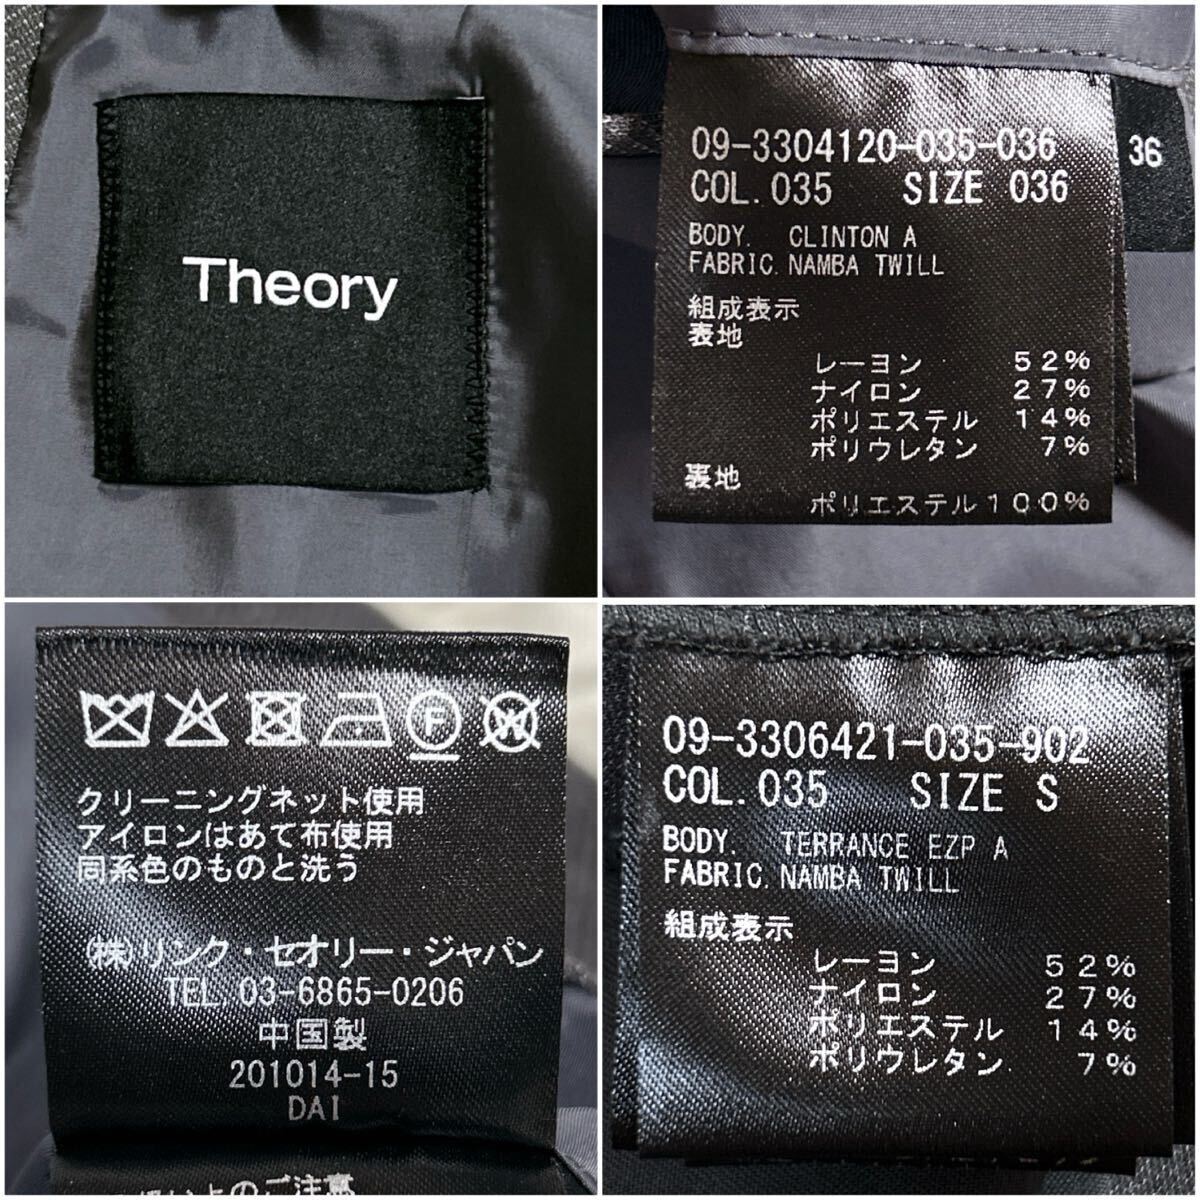 Theory
09-3304120-035-036
COL.035 SIZE 036
36
BODY. CLINTON A
FABRIC.NAMBA TWILL
組成表示
表地
レーヨン 52%
ナイロン 27%
ポリエステル 14%
ポリウレタン 7%
裏地
ポリエステル100%
F
W
クリーニングネット使用
アイロンはあて布使用
同系色のものと洗う
(株)リンク・セオリー・ジャパン
TEL.03-6865-0206
中国製
201014-15
DAI
のご注意
09-3306421-035-902
COL.035 SIZE S
BODY. TERRANCE EZP A
FABRIC.NAMBA TWILL
組成表示
レーヨン 52%
ナイロン 27%
ポリエステル 14%
ポリウレタン 7%